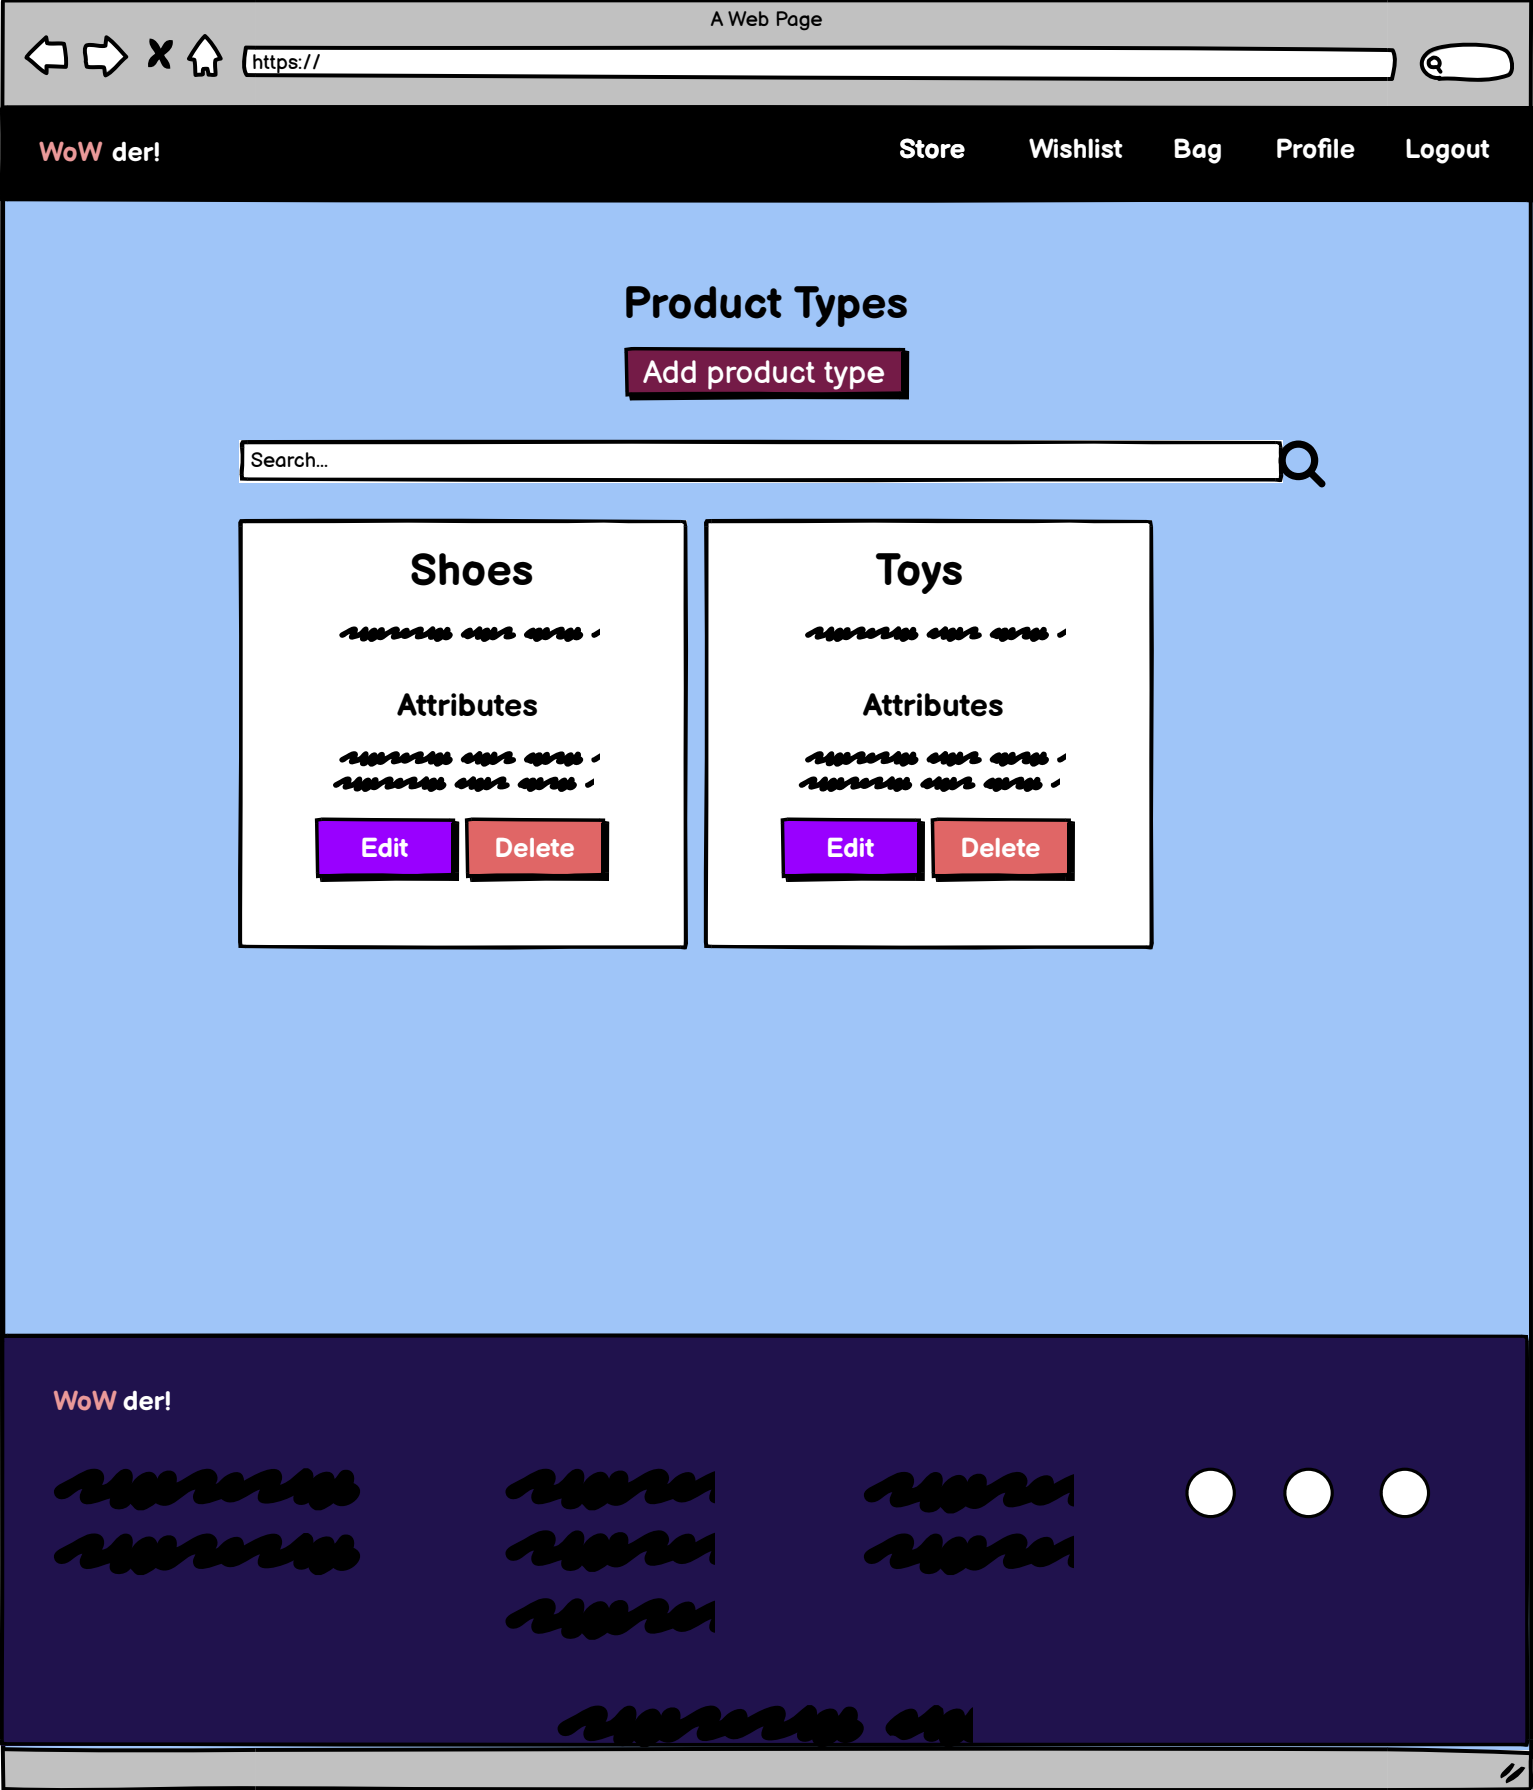 A Web Page
https://
WoW der!
Store Wishlist Bag Profile Logout
Product Types
Add product type
Search...
Shoes
Attributes
Edit Delete
Toys
Attributes
Edit Delete
WoW der!